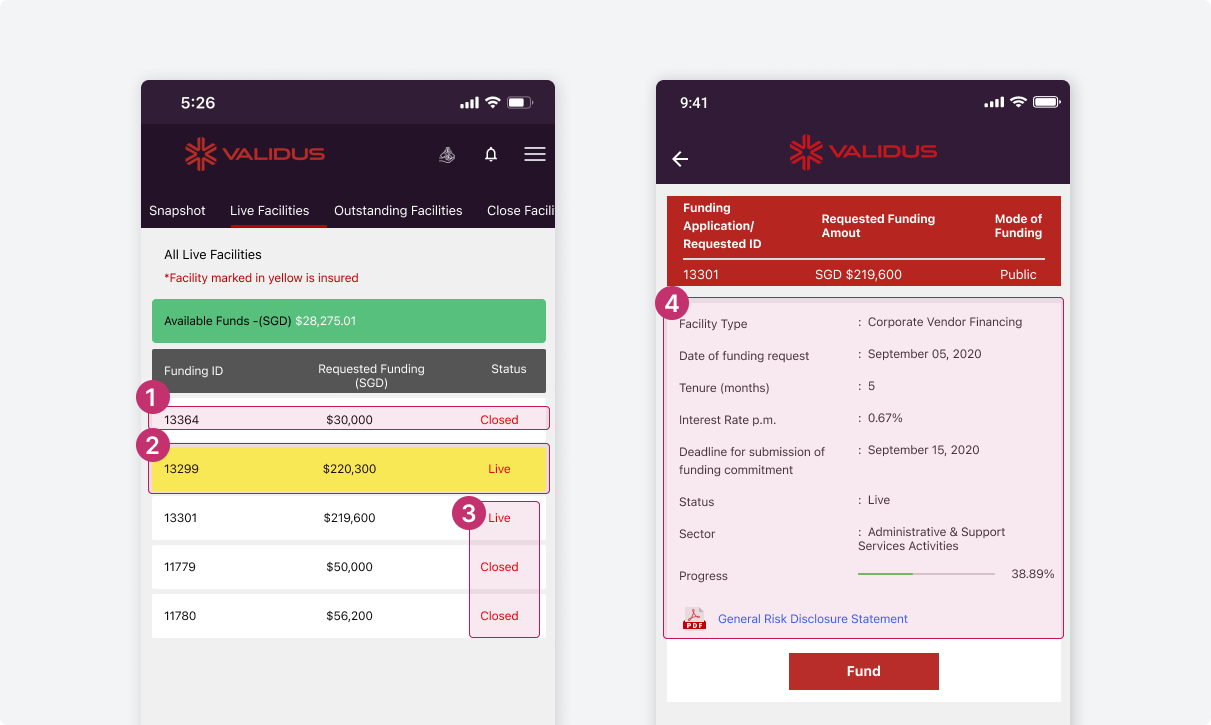 5:26
VALIDUS
Snapshot Live Facilities Outstanding Facilities Close Facili
All Live Facilities
*Facility marked in yellow is insured
Available Funds -(SGD) $28,275.01
Funding ID Requested Funding Status
(SGD)
1
13364 $30,000 Closed
2
13299 $220,300 Live
3
13301 $219,600 Live
11779 $50,000 Closed
11780 $56,200 Closed
9:41
VALIDUS
Funding
Application/
Requested ID
Requested Funding
Amout
Mode of
Funding
13301 SGD $219,600 Public
4
Facility Type : Corporate Vendor Financing
Date of funding request : September 05, 2020
Tenure (months) : 5
Interest Rate p.m. : 0.67%
Deadline for submission of : September 15, 2020
funding commitment
Status : Live
Sector : Administrative & Support
Services Activities
Progress 38.89%
PDF General Risk Disclosure Statement
Fund